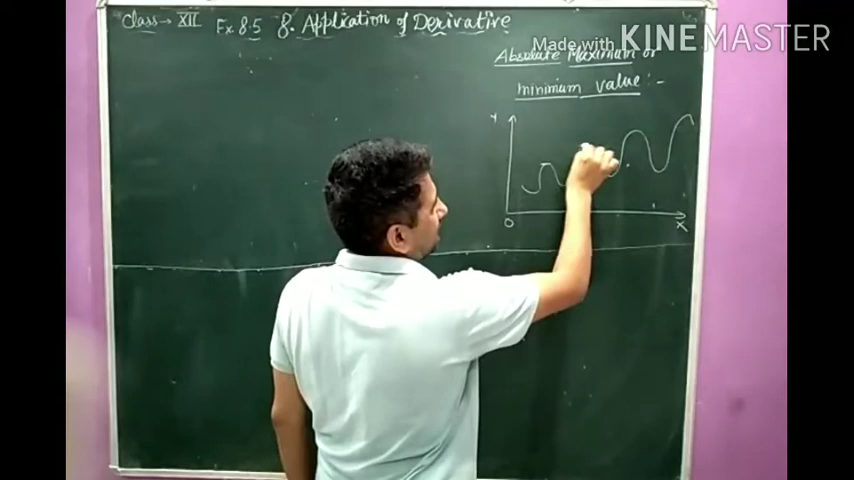 Class → XII Ex. 8.5 8. Application of Derivative
Made with KINEMASTER
Absolute Maximum or
minimum value :-
Y
O
X